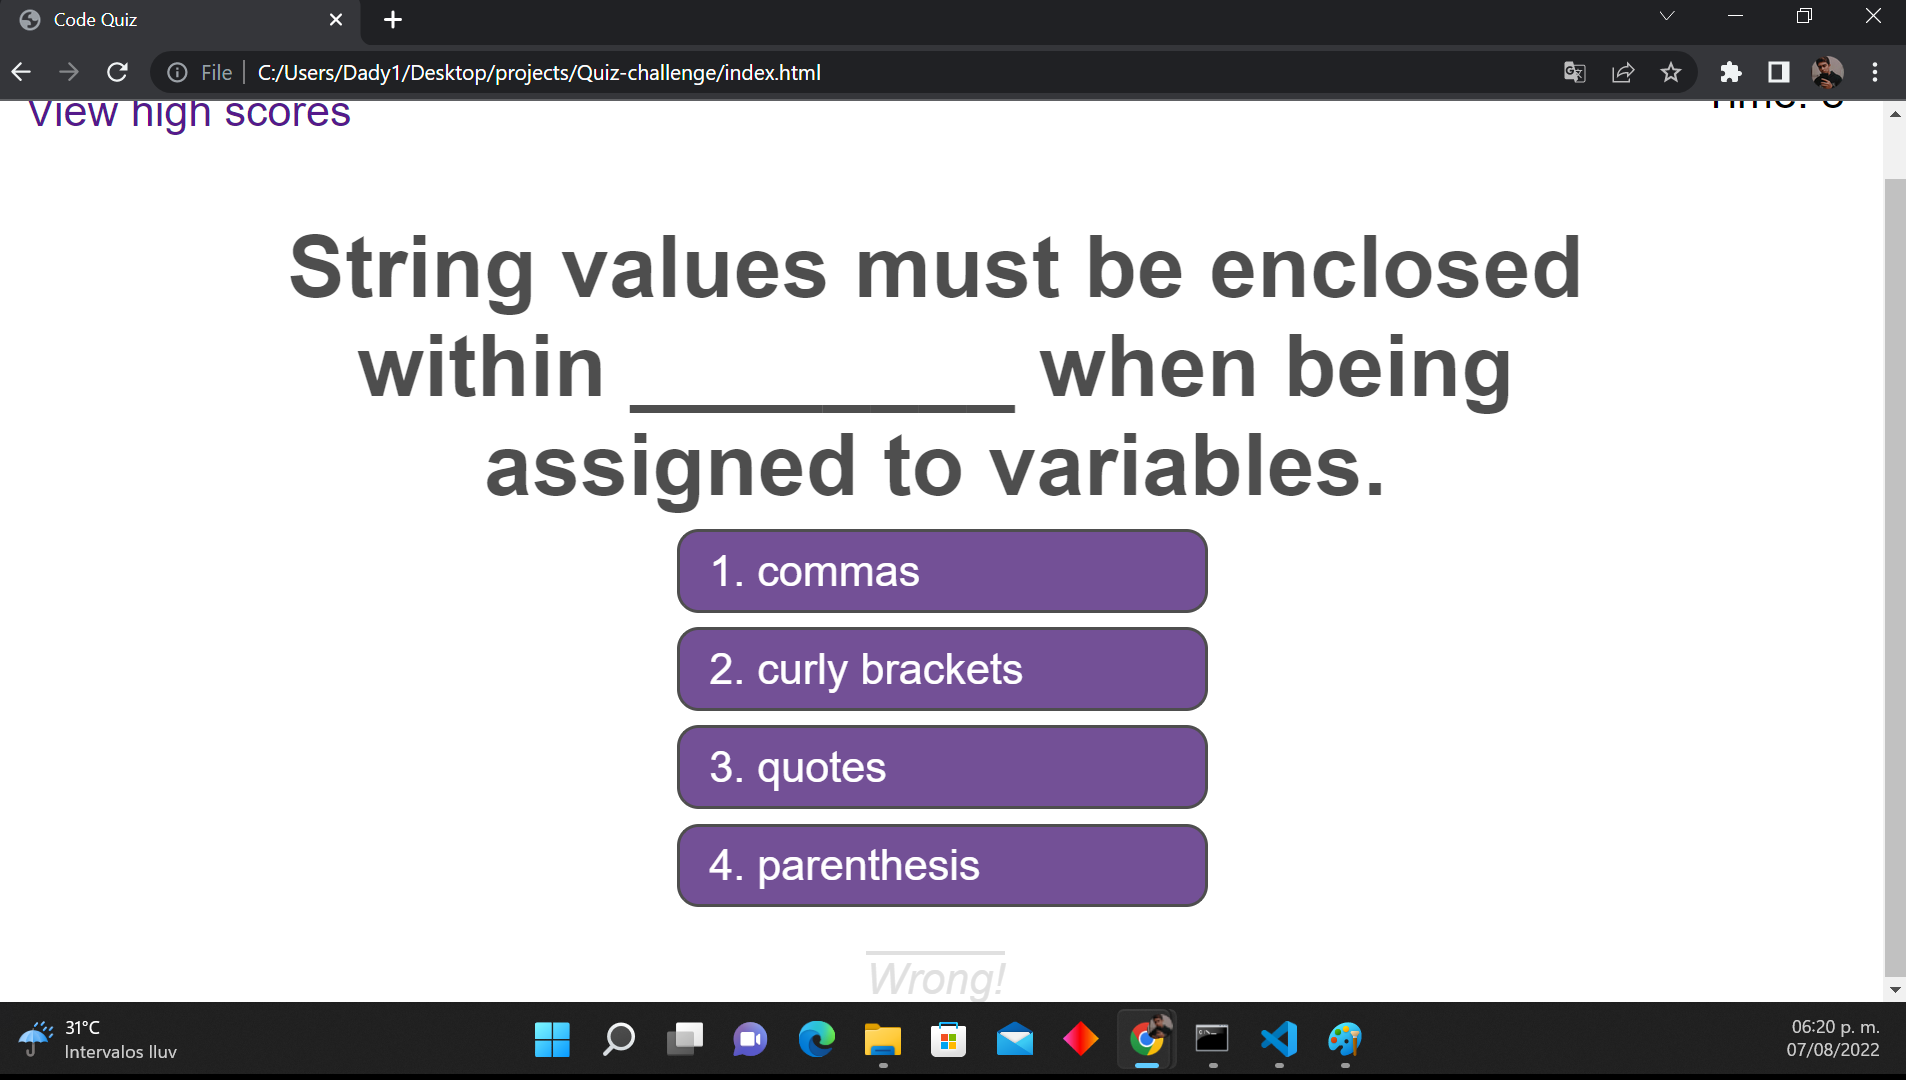 Code Quiz
File
C:/Users/Dady1/Desktop/projects/Quiz-challenge/index.html
View high scores
String values must be enclosed
within ________ when being
assigned to variables.
1. commas
2. curly brackets
3. quotes
4. parenthesis
Wrong!
31°C
Intervalos lluv
06:20 p. m.
07/08/2022